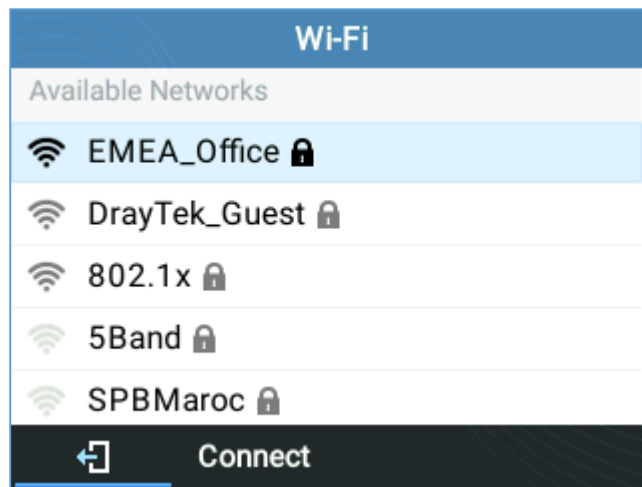 Wi-Fi
Available Networks
EMEA_Office
DrayTek_Guest
802.1x
5Band
SPBMaroc
Connect